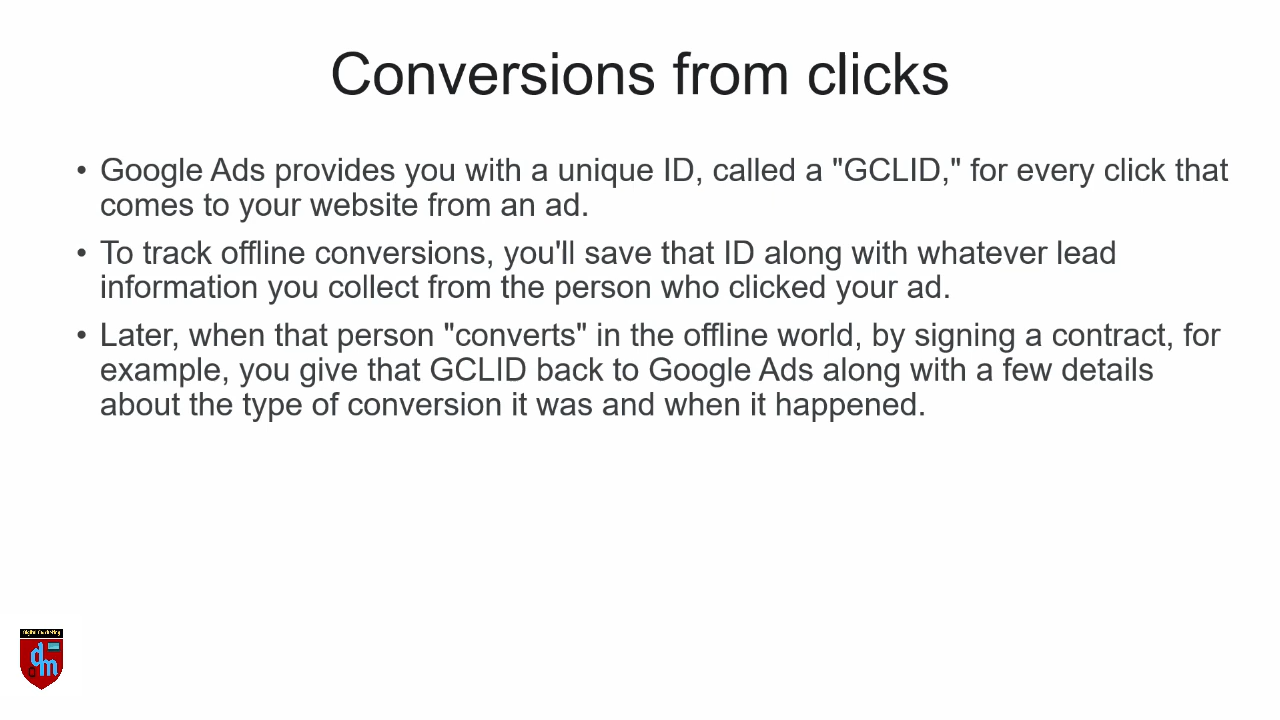 Conversions from clicks
• Google Ads provides you with a unique ID, called a "GCLID," for every click that
comes to your website from an ad.
• To track offline conversions, you'll save that ID along with whatever lead
information you collect from the person who clicked your ad.
• Later, when that person "converts" in the offline world, by signing a contract, for
example, you give that GCLID back to Google Ads along with a few details
about the type of conversion it was and when it happened.
Digital Marketing
dm